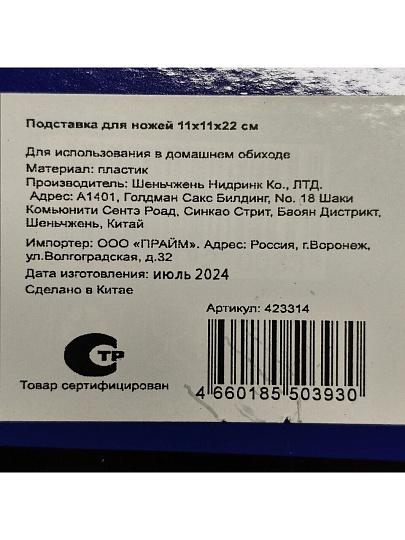 Подставка для ножей 11х11х22 см
Для использования в домашнем обиходе
Материал: пластик
Производитель: Шеньчжень Нидринк Ко., ЛТД.
Адрес: А1401, Голдман Сакс Билдинг, No. 18 Шаки
Комьюнити Сентэ Роад, Синкао Стрит, Баоян Дистрикт,
Шеньчжень, Китай
Импортер: ООО «ПРАЙМ». Адрес: Россия, г.Воронеж,
ул.Волгоградская, д.32
Дата изготовления: июль 2024
Сделано в Китае
Артикул: 423314
СТР
Товар сертифицирован
4 660185 503930